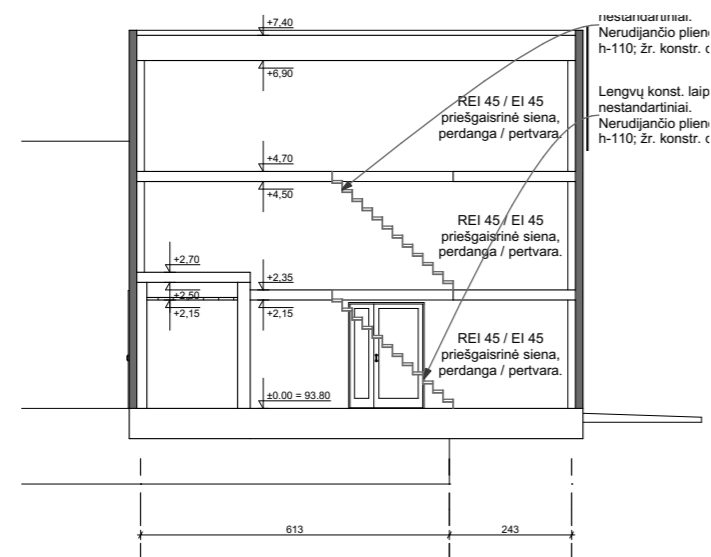 +7,40
nestandartiniai.
Nerudijančio
h-110; žr. konstr.
+6,90
REI 45 / EI 45
priešgaisrinė siena,
perdanga / pertvara.
Lengvų konst.
nestandartiniai.
Nerudijančio
h-110; žr. konstr.
+4,70
+4,50
REI 45 / EI 45
priešgaisrinė siena,
perdanga / pertvara.
+2,70
+2,50
+2,15
+2,35
+2,15
REI 45 / EI 45
priešgaisrinė siena,
perdanga / pertvara.
±0.00 = 93.80
613
243